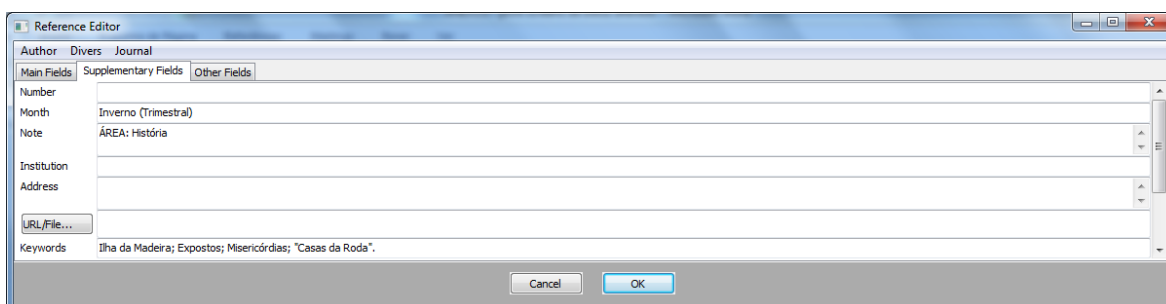 Reference Editor
Author Divers Journal
Main Fields Supplementary Fields Other Fields
Number
Month Inverno (Trimestral)
Note ÁREA: História
Institution
Address
URL/File...
Keywords Ilha da Madeira; Expostos; Misericórdias; "Casas da Roda".
Cancel OK